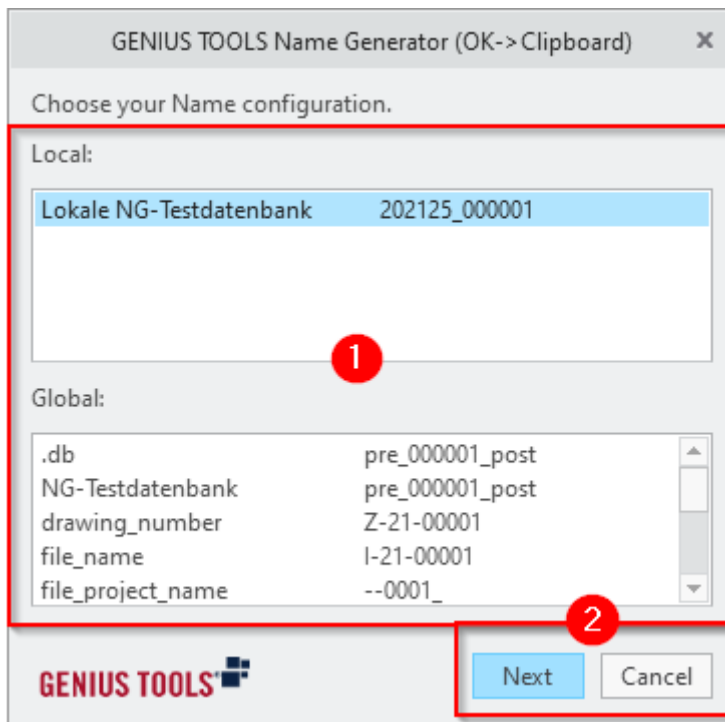 GENIUS TOOLS Name Generator (OK->Clipboard) x
Choose your Name configuration.
Local:
Lokale NG-Testdatenbank 202125_000001
1
Global:
.db pre_000001_post
NG-Testdatenbank pre_000001_post
drawing_number Z-21-00001
file_name I-21-00001
file_project_name --0001_
2
GENIUS TOOLS Next Cancel